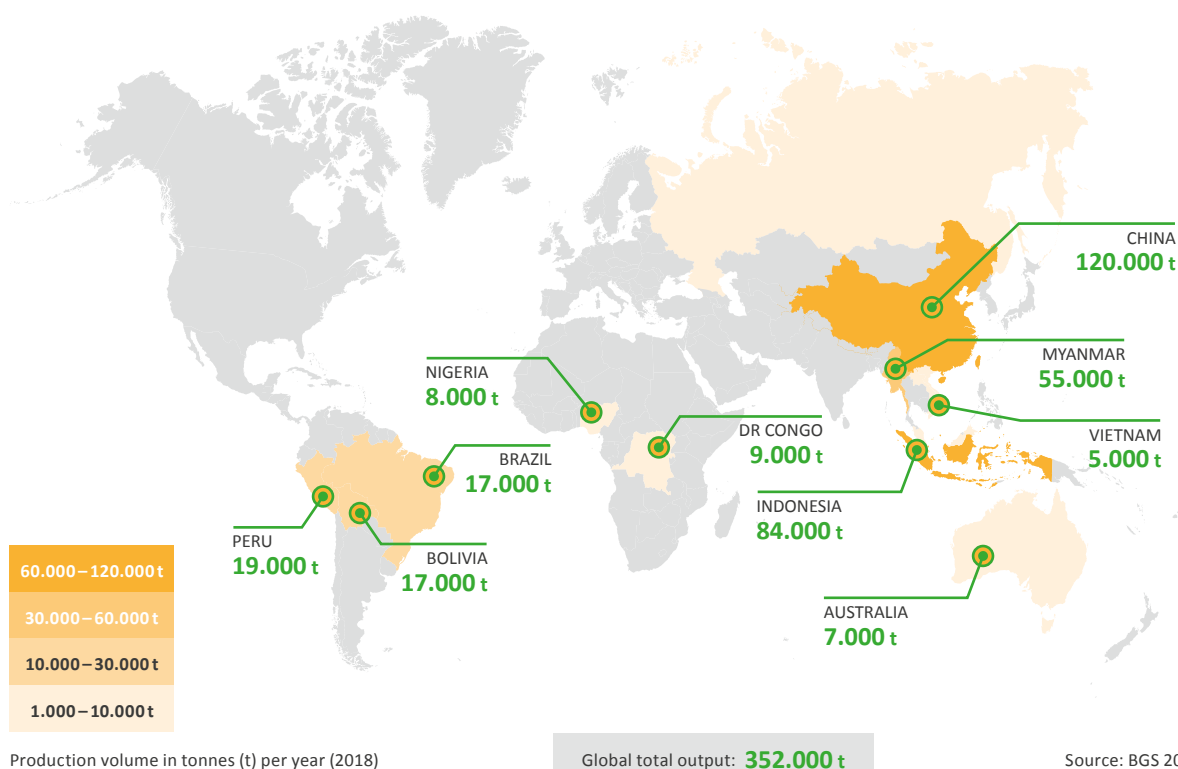 CHINA
120.000 t
MYANMAR
55.000 t
NIGERIA
8.000 t
DR CONGO
9.000 t
VIETNAM
5.000 t
BRAZIL
17.000 t
INDONESIA
84.000 t
PERU
19.000 t
BOLIVIA
17.000 t
AUSTRALIA
7.000 t
60.000–120.000 t
30.000–60.000 t
10.000–30.000 t
1.000–10.000 t
Production volume in tonnes (t) per year (2018)
Global total output: 352.000 t
Source: BGS 20